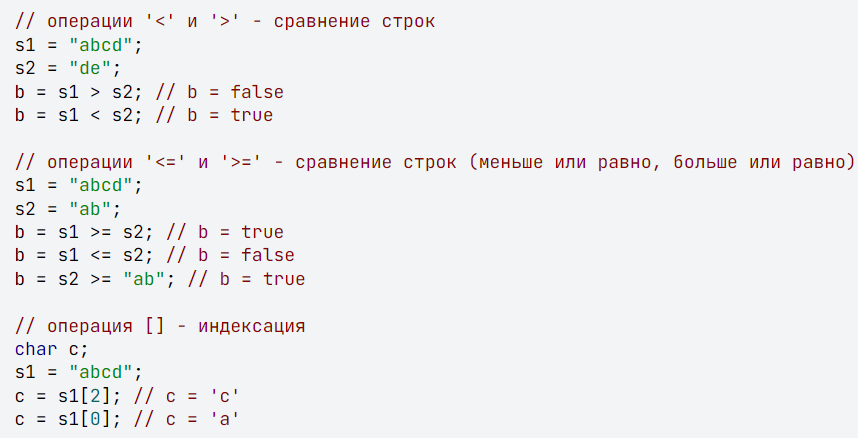 // операции '<' и '>' - сравнение строк
s1 = "abcd";
s2 = "de";
b = s1 > s2; // b = false
b = s1 < s2; // b = true
// операции '<=' и '>=' - сравнение строк (меньше или равно, больше или равно)
s1 = "abcd";
s2 = "ab";
b = s1 >= s2; // b = true
b = s1 <= s2; // b = false
b = s2 >= "ab"; // b = true
// операция [] - индексация
char c;
s1 = "abcd";
c = s1[2]; // c = 'c'
c = s1[0]; // c = 'a'